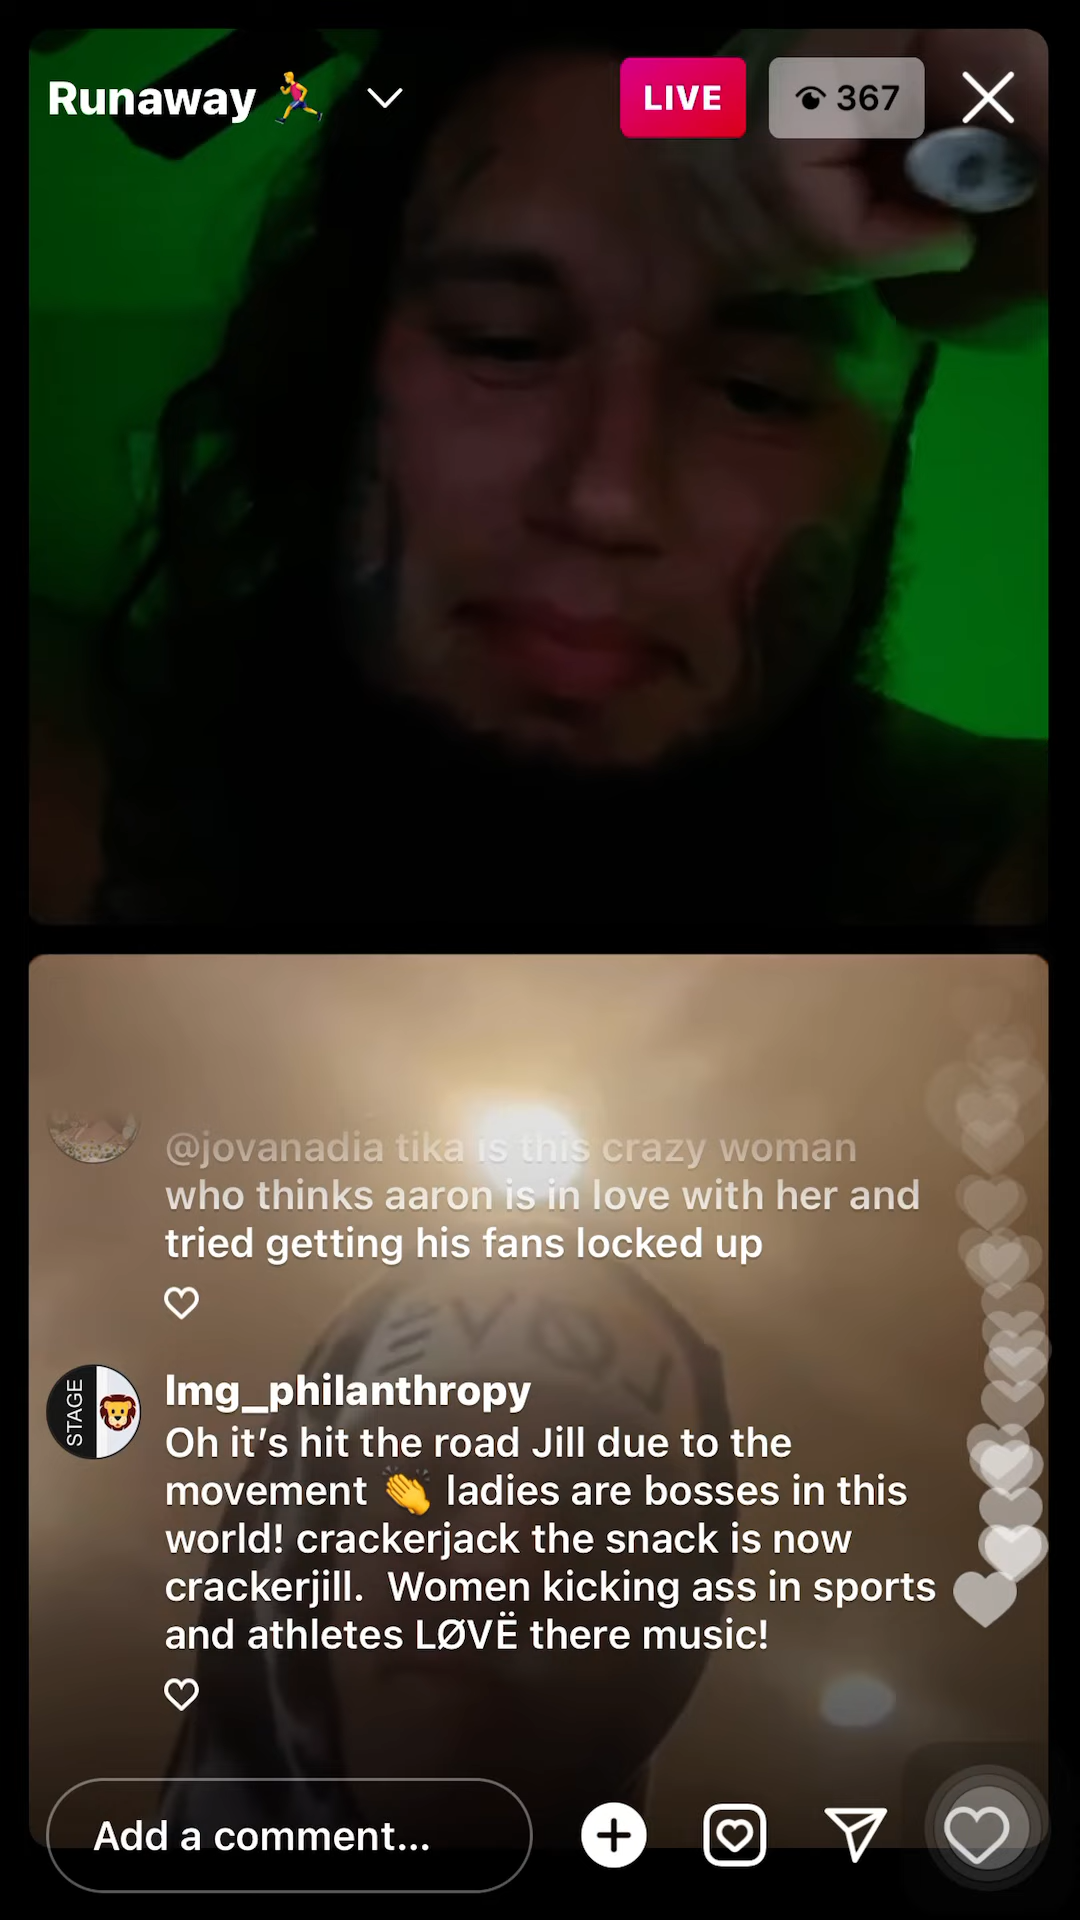 Runaway 🏃
LIVE
367
@jovanadia tika is this crazy woman
who thinks aaron is in love with her and
tried getting his fans locked up
STAGE
lmg_philanthropy
Oh it’s hit the road Jill due to the
movement 👏 ladies are bosses in this
world! crackerjack the snack is now
crackerjill.  Women kicking ass in sports
and athletes LØVË there music!
Add a comment...